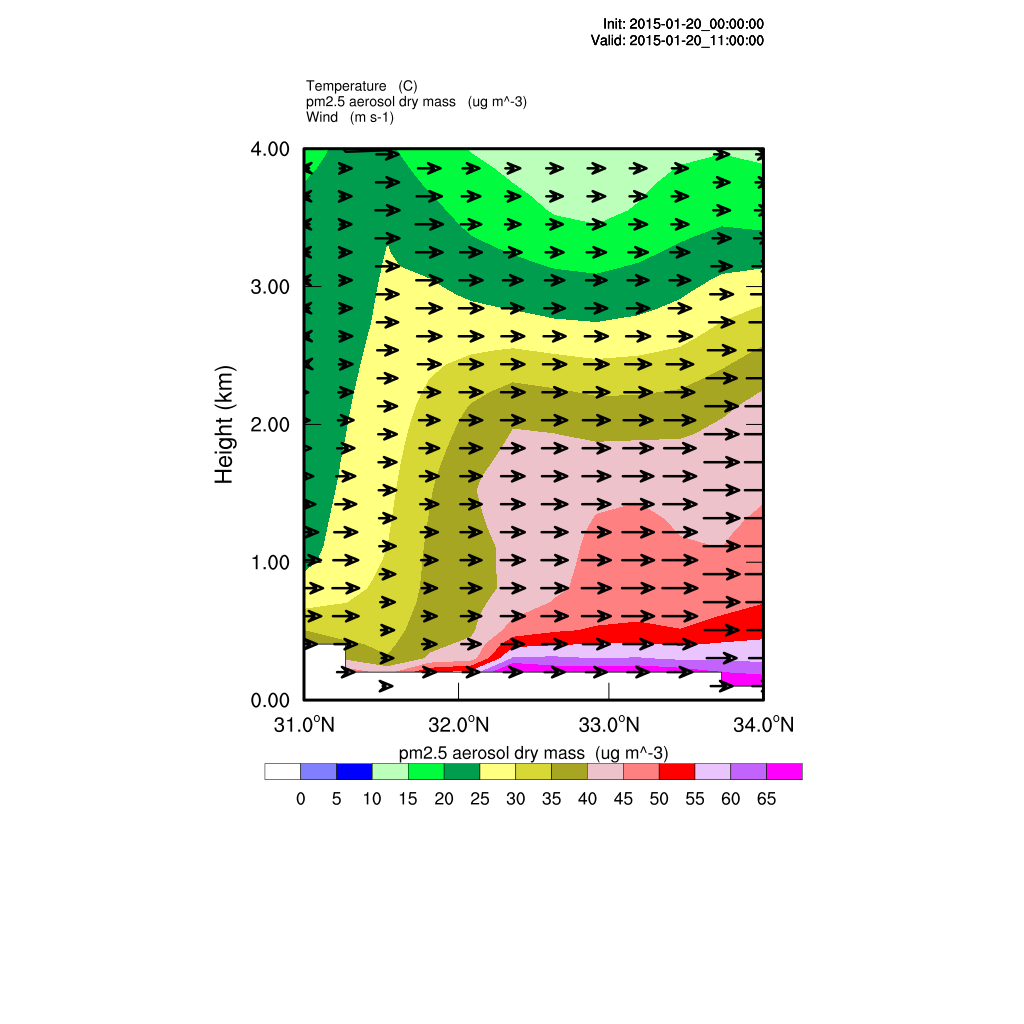 Init: 2015-01-20_00:00:00
Valid: 2015-01-20_11:00:00
Temperature (C)
pm2.5 aerosol dry mass (ug m^-3)
Wind (m s-1)
4.00
3.00
2.00
1.00
0.00
Height (km)
31.0°N 32.0°N 33.0°N 34.0°N
pm2.5 aerosol dry mass (ug m^-3)
0 5 10 15 20 25 30 35 40 45 50 55 60 65